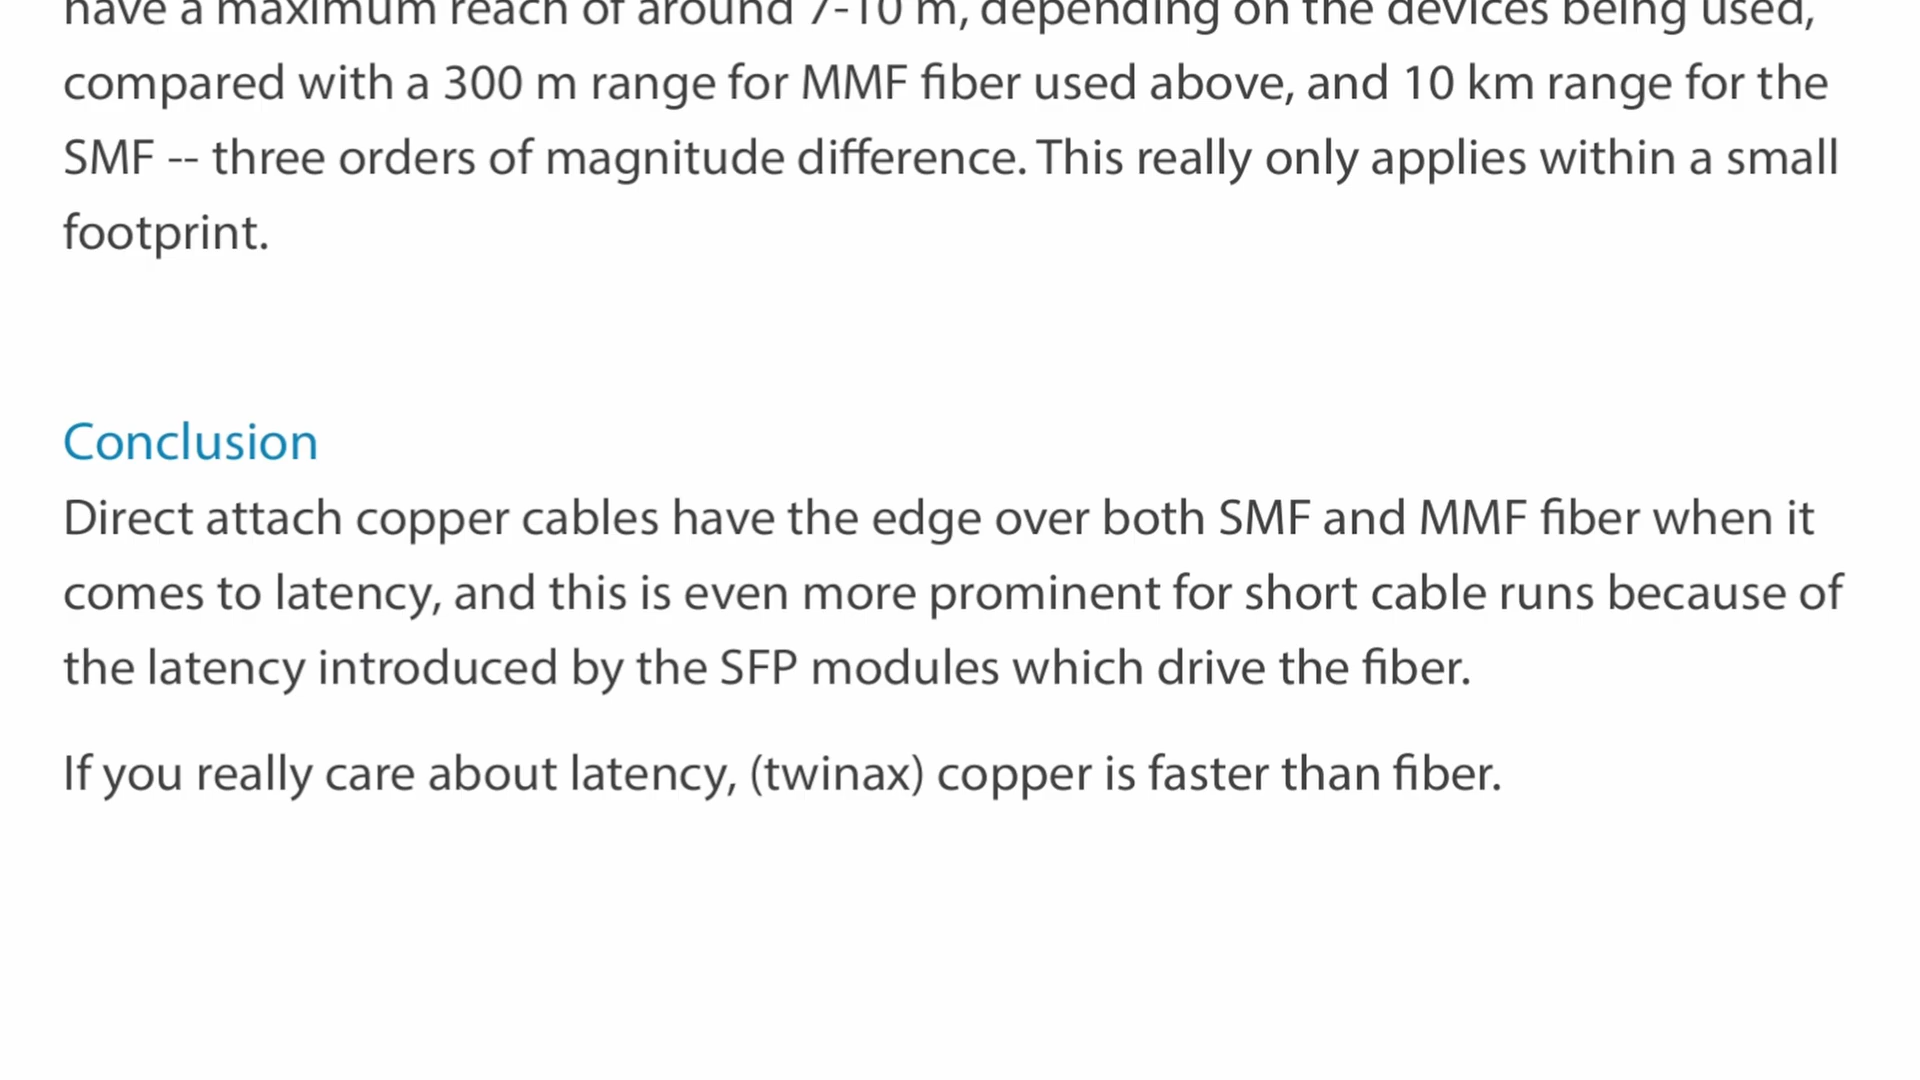 have a maximum reach of around 7-10 m, depending on the devices being used,
compared with a 300 m range for MMF fiber used above, and 10 km range for the
SMF -- three orders of magnitude difference. This really only applies within a small
footprint.
Conclusion
Direct attach copper cables have the edge over both SMF and MMF fiber when it
comes to latency, and this is even more prominent for short cable runs because of
the latency introduced by the SFP modules which drive the fiber.
If you really care about latency, (twinax) copper is faster than fiber.